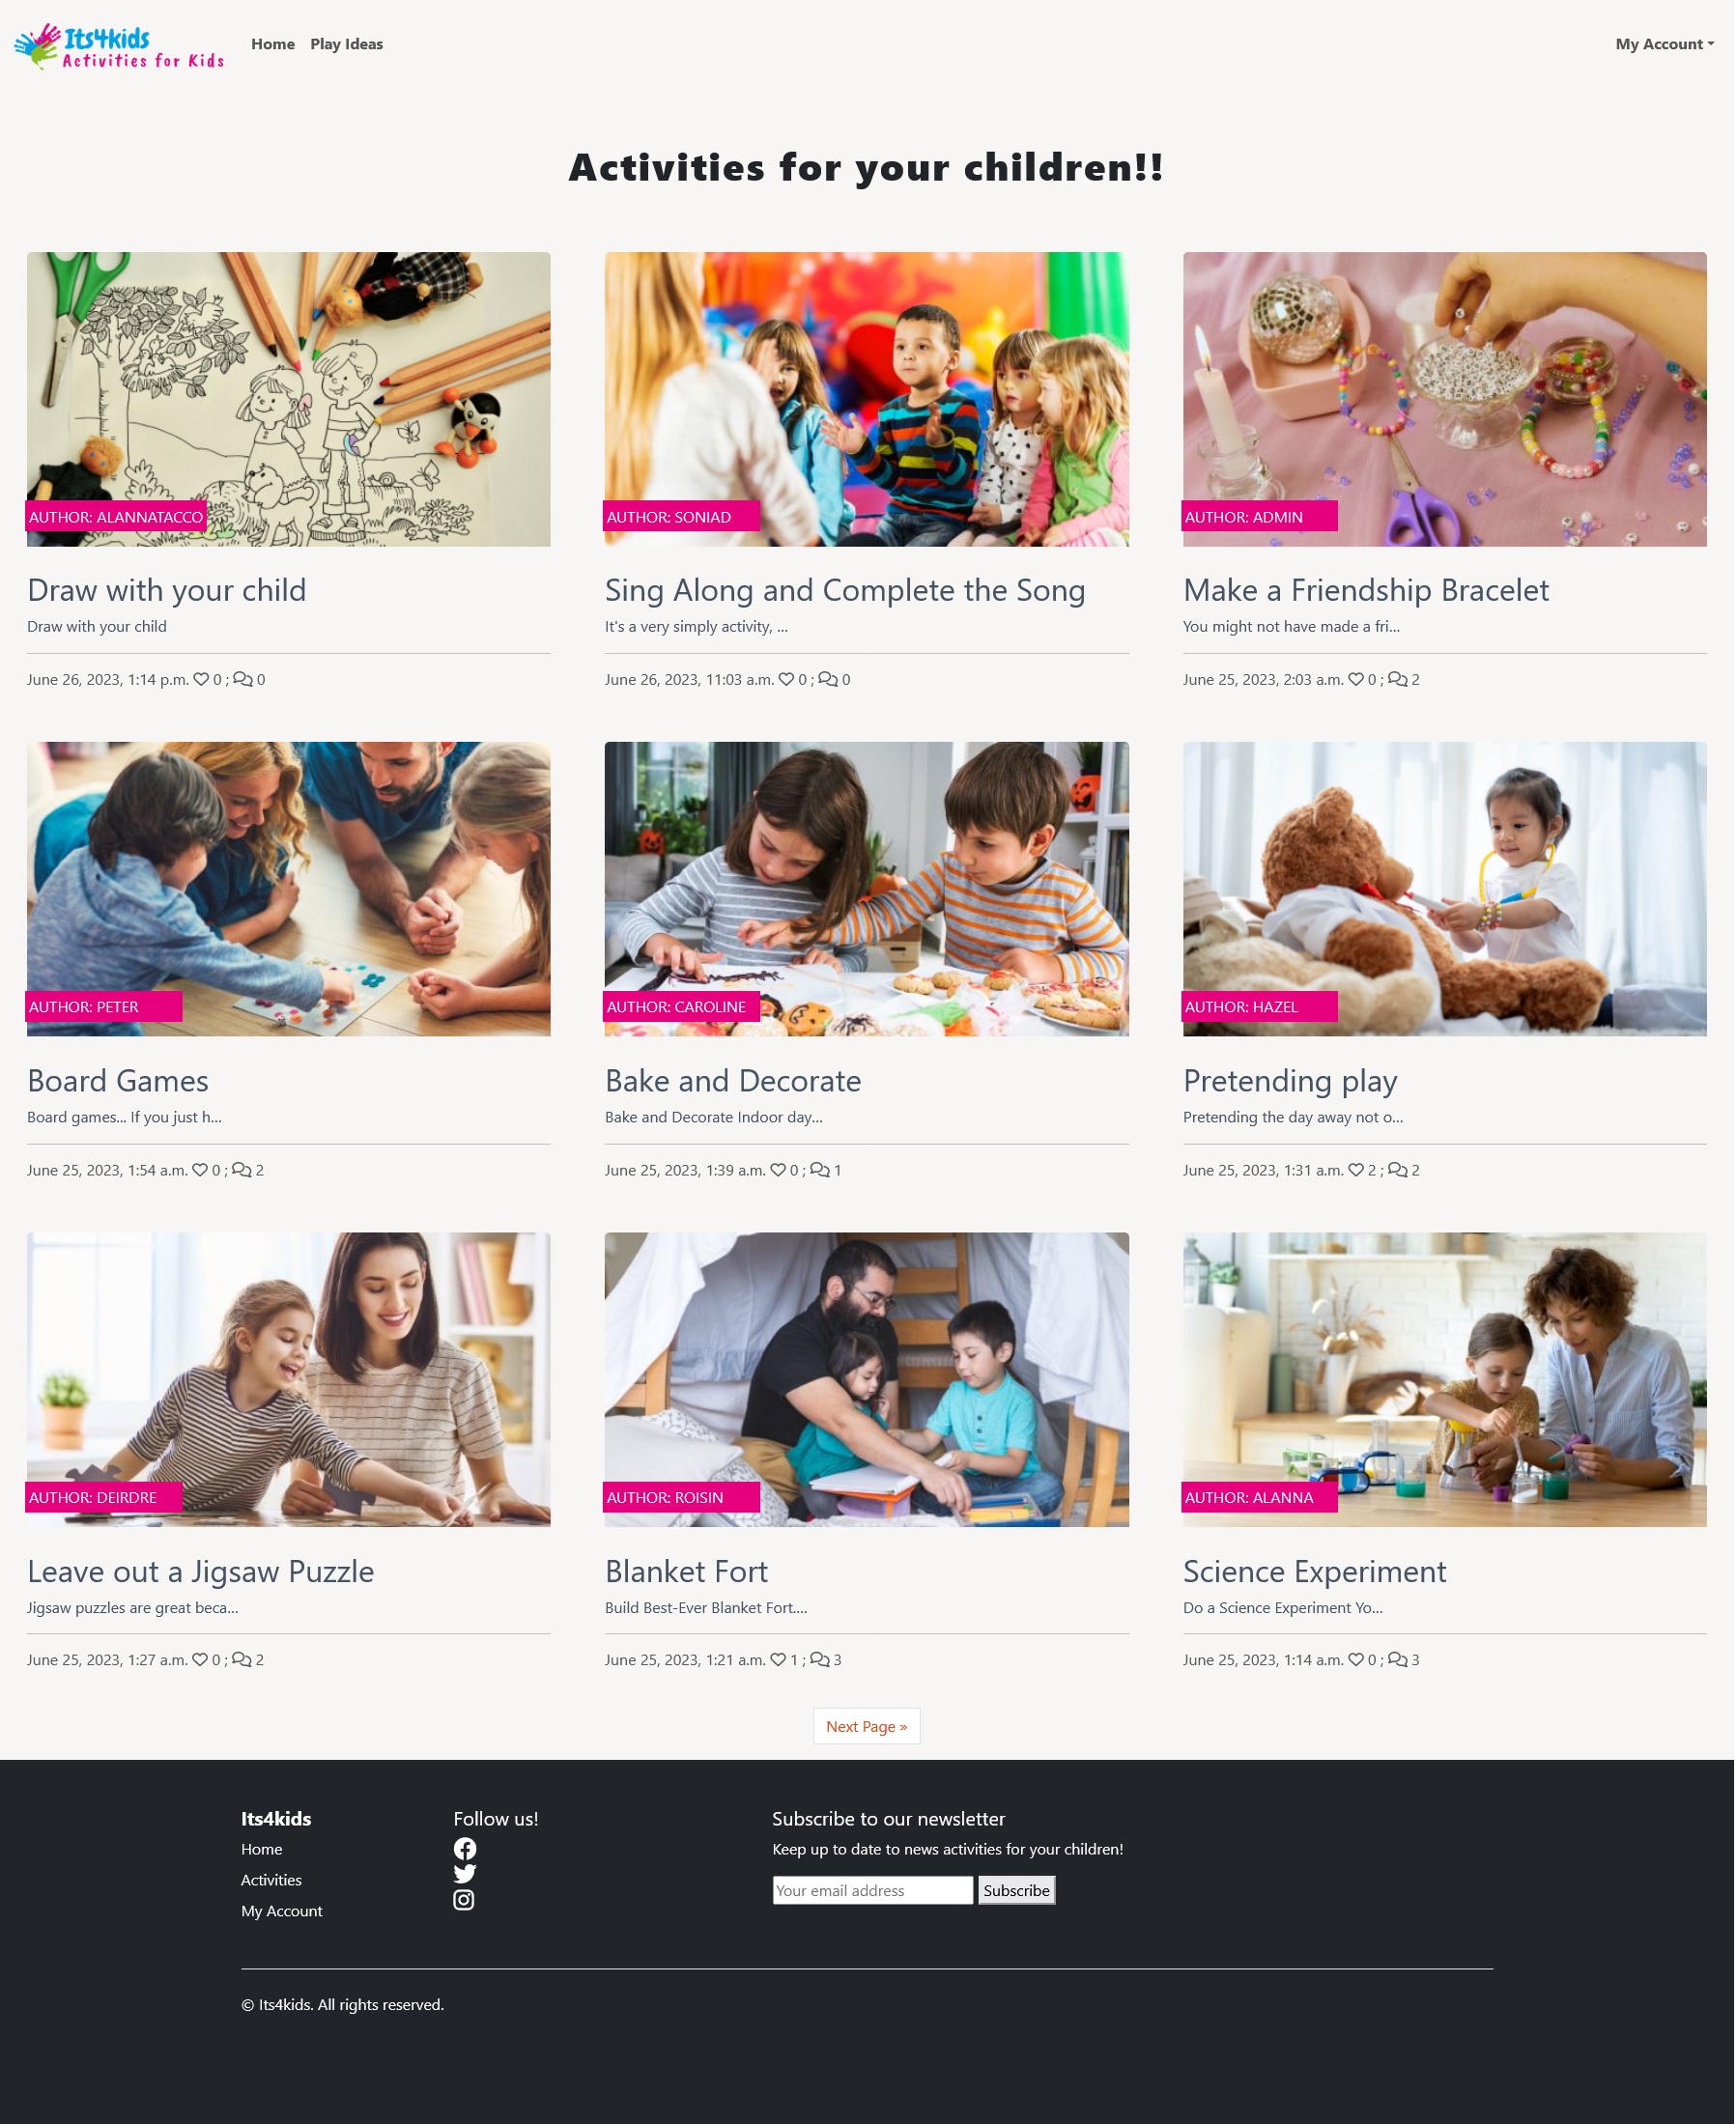 Its4kids
Activities for Kids
Home
Play Ideas
My Account
Activities for your children!!
AUTHOR: ALANNATACCO
Draw with your child
Draw with your child
June 26, 2023, 1:14 p.m. 0 ; 0
AUTHOR: SONIAD
Sing Along and Complete the Song
It's a very simply activity, ...
June 26, 2023, 11:03 a.m. 0 ; 0
AUTHOR: ADMIN
Make a Friendship Bracelet
You might not have made a fri...
June 25, 2023, 2:03 a.m. 0 ; 2
AUTHOR: PETER
Board Games
Board games... If you just h...
June 25, 2023, 1:54 a.m. 0 ; 2
AUTHOR: CAROLINE
Bake and Decorate
Bake and Decorate Indoor day...
June 25, 2023, 1:39 a.m. 0 ; 1
AUTHOR: HAZEL
Pretending play
Pretending the day away not o...
June 25, 2023, 1:31 a.m. 2 ; 2
AUTHOR: DEIRDRE
Leave out a Jigsaw Puzzle
Jigsaw puzzles are great beca...
June 25, 2023, 1:27 a.m. 0 ; 2
AUTHOR: ROISIN
Blanket Fort
Build Best-Ever Blanket Fort....
June 25, 2023, 1:21 a.m. 1 ; 3
AUTHOR: ALANNA
Science Experiment
Do a Science Experiment Yo...
June 25, 2023, 1:14 a.m. 0 ; 3
Next Page »
Its4kids
Home
Activities
My Account
Follow us!
Subscribe to our newsletter
Keep up to date to news activities for your children!
Your email address
Subscribe
© Its4kids. All rights reserved.